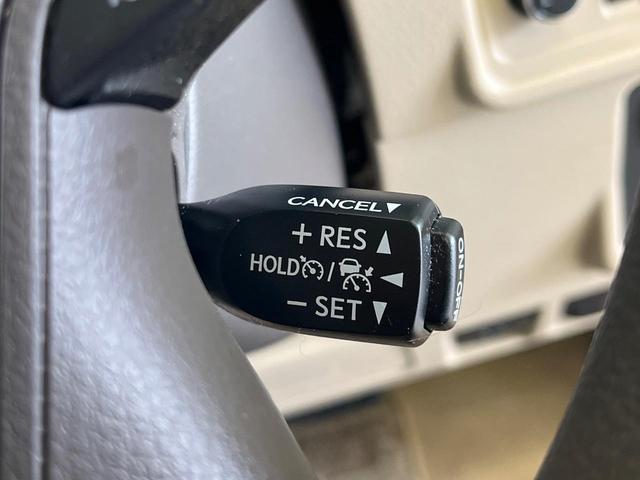 CANCEL▼
+ RES ▲
HOLD / ◀
− SET ▼
ON-OFF